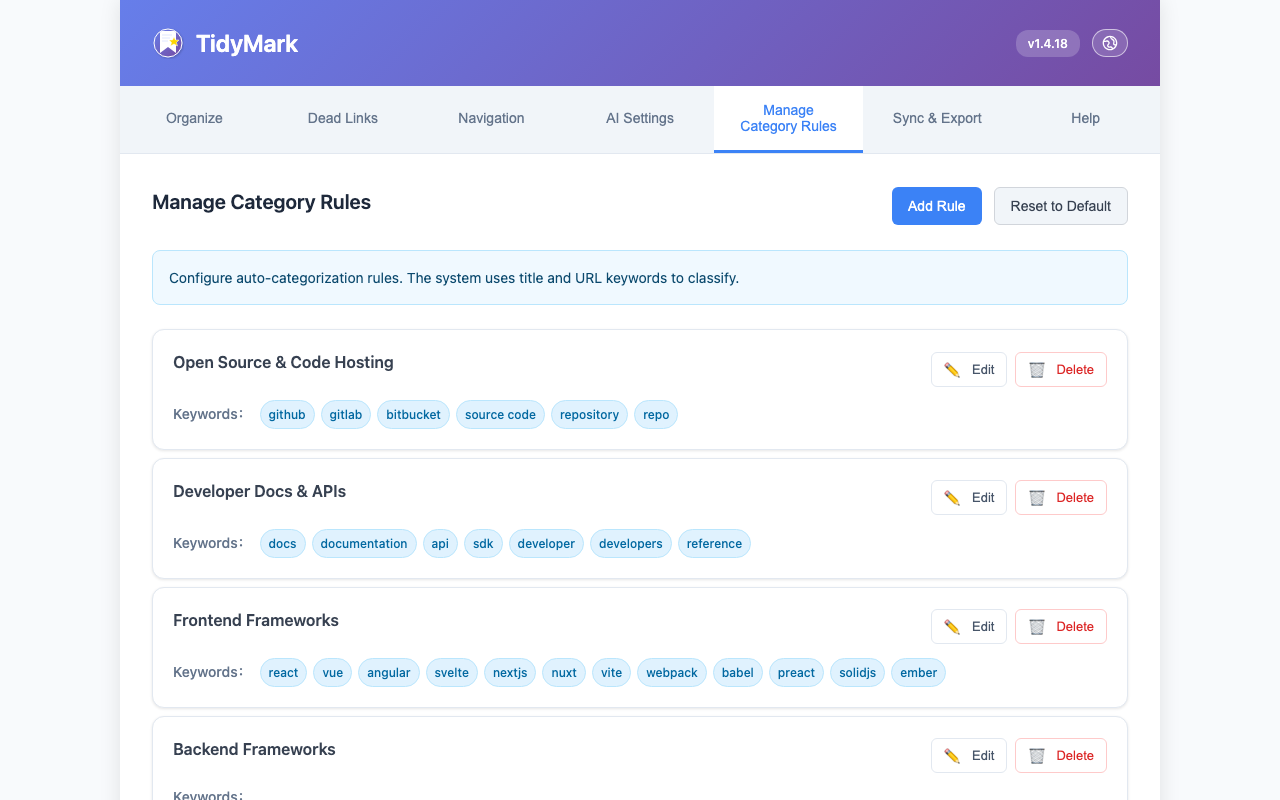 TidyMark
v1.4.18
Organize
Dead Links
Navigation
AI Settings
Manage
Category Rules
Sync & Export
Help
Manage Category Rules
Add Rule
Reset to Default
Configure auto-categorization rules. The system uses title and URL keywords to classify.
Open Source & Code Hosting
Edit
Delete
Keywords: github gitlab bitbucket source code repository repo
Developer Docs & APIs
Edit
Delete
Keywords: docs documentation api sdk developer developers reference
Frontend Frameworks
Edit
Delete
Keywords: react vue angular svelte nextjs nuxt vite webpack babel preact solidjs ember
Backend Frameworks
Edit
Delete
Keywords: